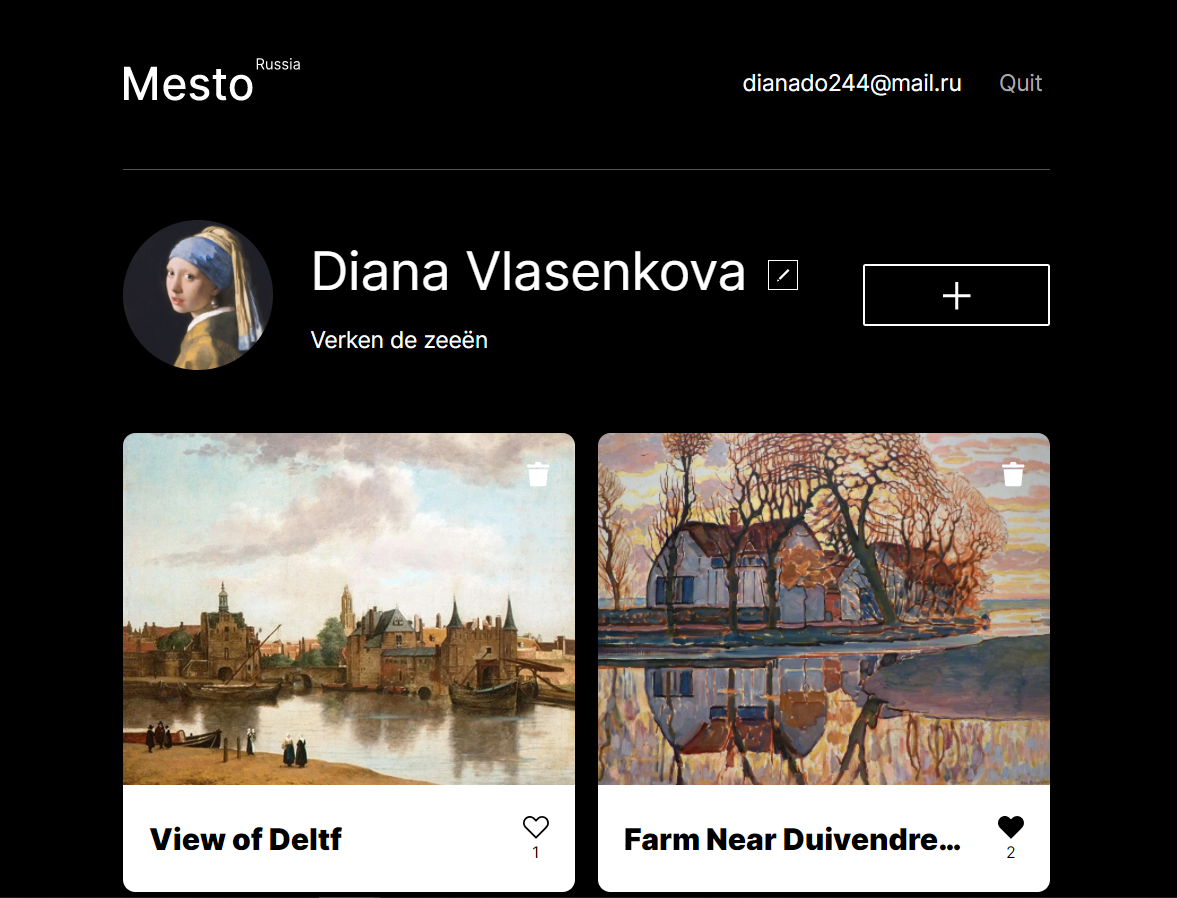 Mesto Russia
dianado244@mail.ru Quit
Diana Vlasenkova
Verken de zeeën
View of Deltf
1
Farm Near Duivendre...
2